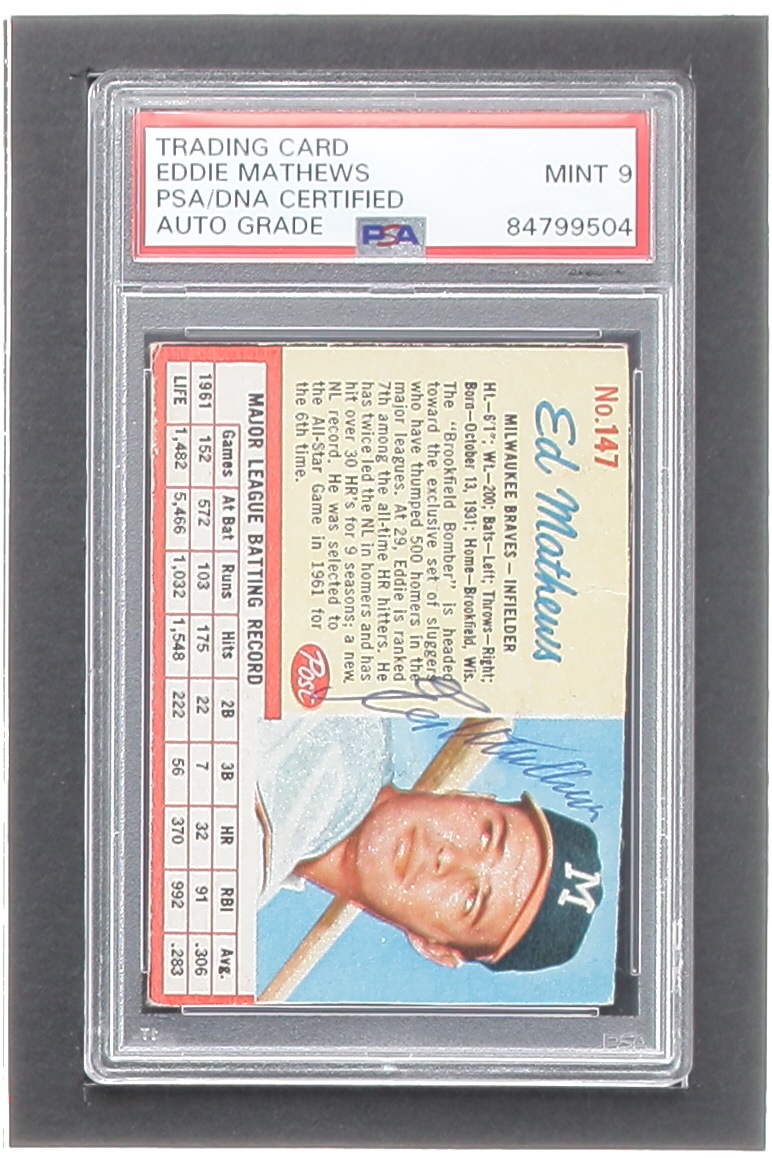 TRADING CARD
EDDIE MATHEWS MINT 9
PSA/DNA CERTIFIED
AUTO GRADE PSA 84799504
No.147
Ed Mathews
MILWAUKEE BRAVES – INFIELDER
Ht.—6'1"; Wt.—200; Bats—Left; Throws—Right;
Born—October 13, 1931; Home—Brookfield, Wis.
The "Brookfield Bomber" is headed
toward the exclusive set of sluggers
who have thumped 500 homers in the
major leagues. At 29, Eddie is ranked
7th among the all-time HR hitters. He
has twice led the NL in homers and has
hit over 30 HR's for 9 seasons; a new
NL record. He was selected to
the All-Star Game in 1961 for
the 6th time.
Post
M
MAJOR LEAGUE BATTING RECORD
Games At Bat Runs Hits 2B 3B HR RBI Avg.
1961 152 572 103 175 22 7 32 91 .306
LIFE 1,482 5,466 1,032 1,548 222 56 370 992 .283
PSA